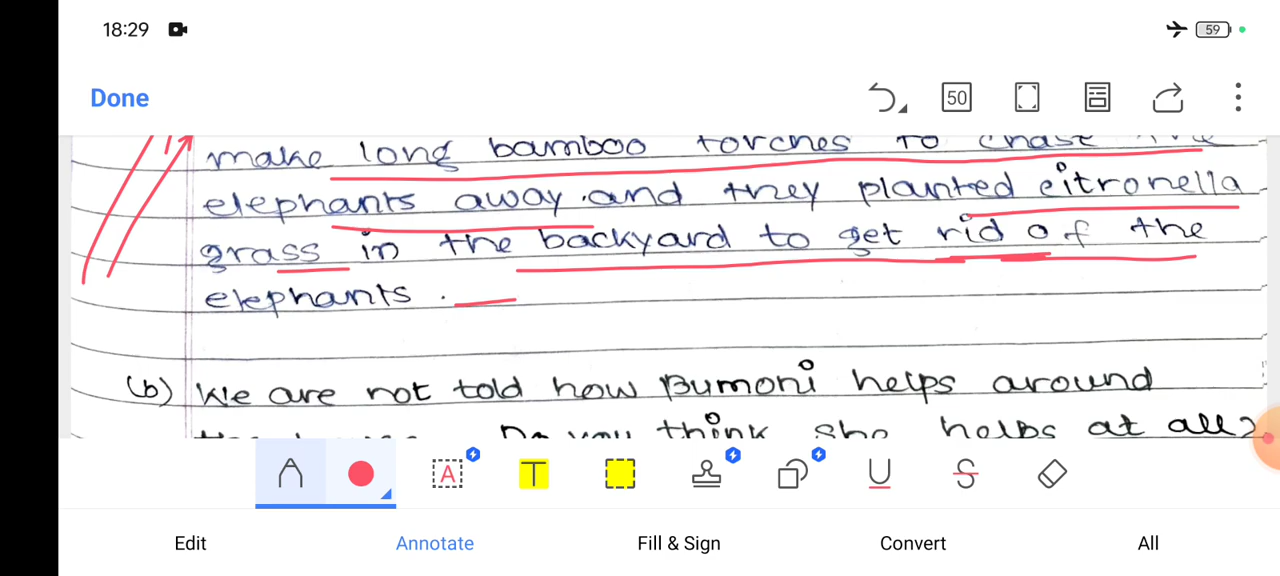 18:29
59
Done
50
make long bamboo torches to chase the
elephants away. and they planted citronella
grass in the backyard to get rid of the
elephants.
(b) We are not told how Bumoni helps around
Do you think she helps at all?
A
T
U
S
Edit
Annotate
Fill & Sign
Convert
All